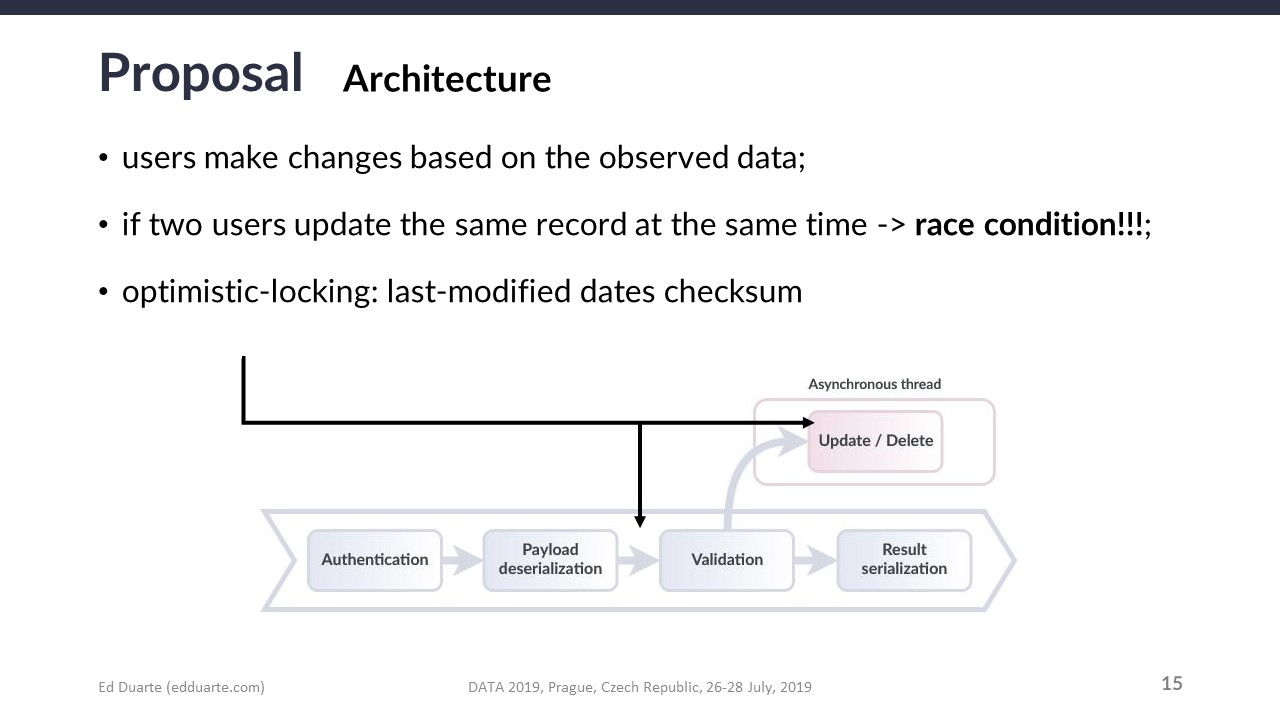 Proposal Architecture
• users make changes based on the observed data;
• if two users update the same record at the same time -> race condition!!!;
• optimistic-locking: last-modified dates checksum
Asynchronous thread
Update / Delete
Authentication
Payload
deserialization
Validation
Result
serialization
Ed Duarte (edduarte.com)
DATA 2019, Prague, Czech Republic, 26-28 July, 2019
15